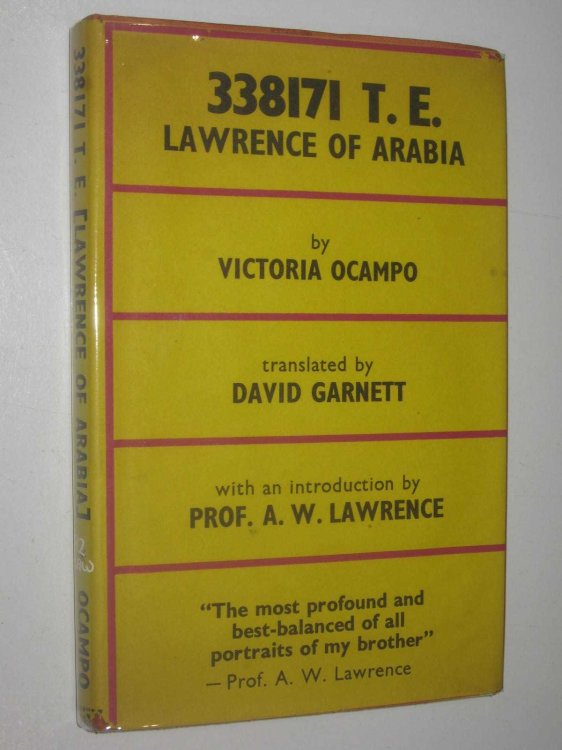 338171 T. E.
LAWRENCE OF ARABIA
by
VICTORIA OCAMPO
translated by
DAVID GARNETT
with an introduction by
PROF. A. W. LAWRENCE
“The most profound and
best-balanced of all
portraits of my brother”
—Prof. A. W. Lawrence
338171 T. E. [LAWRENCE OF ARABIA] OCAMPO